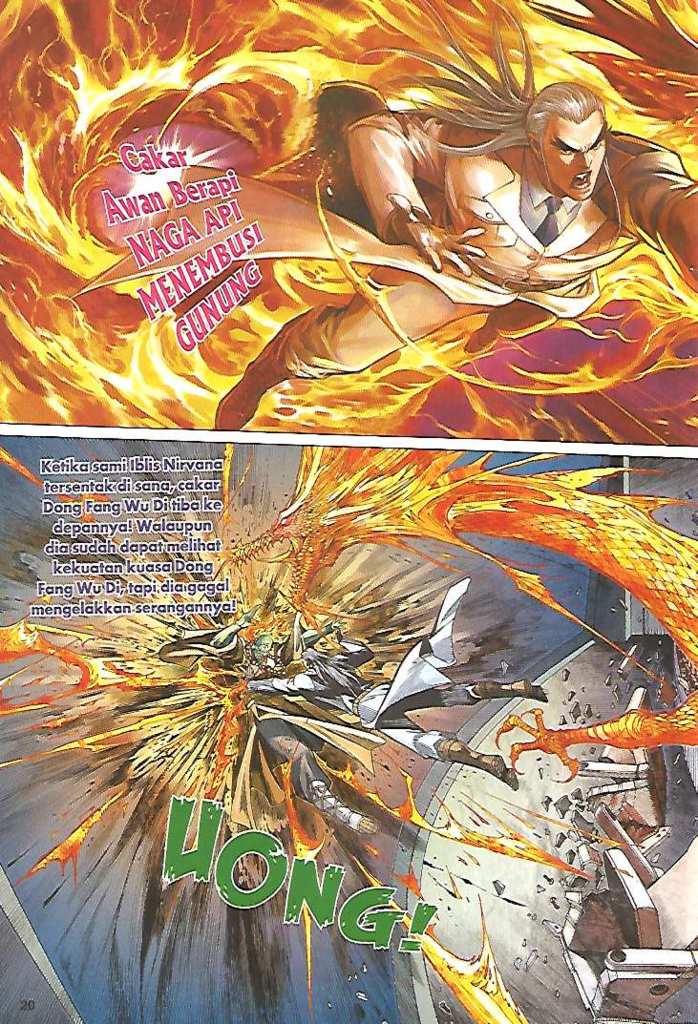 Cakar
Awan Berapi
NAGA API
MENEMBUSI
GUNUNG
Ketika sami Iblis Nirvana
tersentak di sana, cakar
Dong Fang Wu Di tiba ke
depannya! Walaupun
dia sudah dapat melihat
kekuatan kuasa Dong
Fang Wu Di, tapi dia gagal
mengelakkan serangannya!
UONG!
20